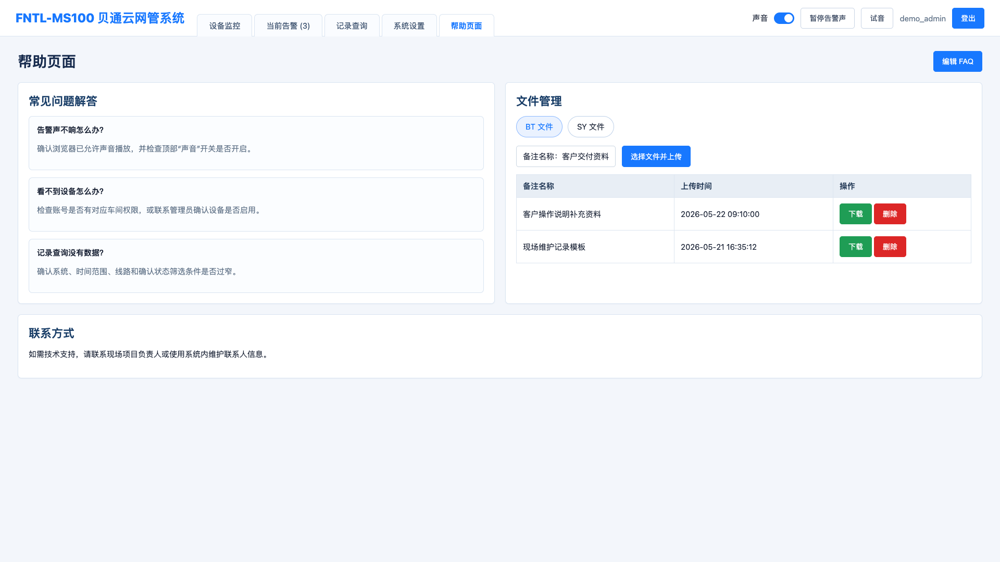 FNTL-MS100 贝通云网管系统
设备监控
当前告警 (3)
记录查询
系统设置
帮助页面
声音
暂停告警声
试音
demo_admin
登出
帮助页面
编辑 FAQ
常见问题解答
告警声不响怎么办?
确认浏览器已允许声音播放，并检查顶部“声音”开关是否开启。
看不到设备怎么办?
检查账号是否有对应车间权限，或联系管理员确认设备是否启用。
记录查询没有数据?
确认系统、时间范围、线路和确认状态筛选条件是否过窄。
文件管理
BT 文件
SY 文件
备注名称：客户交付资料
选择文件并上传
备注名称 上传时间 操作
客户操作说明补充资料 2026-05-22 09:10:00 下载 删除
现场维护记录模板 2026-05-21 16:35:12 下载 删除
联系方式
如需技术支持，请联系现场项目负责人或使用系统内维护联系人信息。